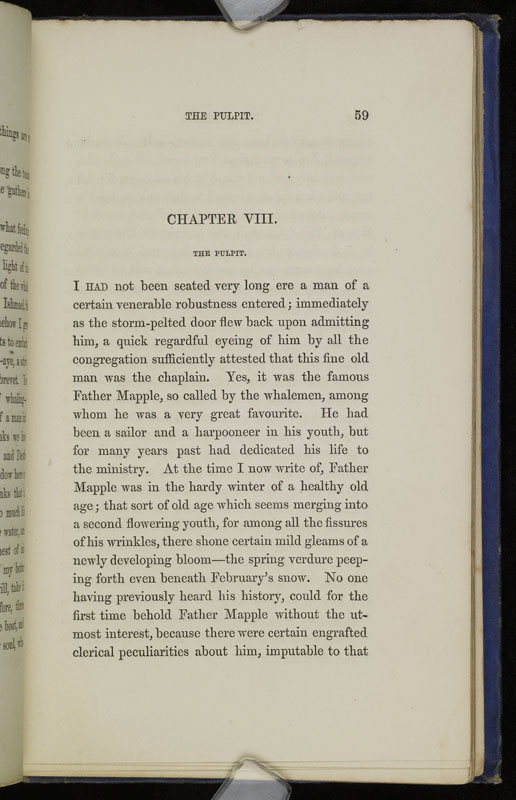 THE PULPIT. 59
CHAPTER VIII.
THE PULPIT.
I HAD not been seated very long ere a man of a
certain venerable robustness entered; immediately
as the storm-pelted door flew back upon admitting
him, a quick regardful eyeing of him by all the
congregation sufficiently attested that this fine old
man was the chaplain. Yes, it was the famous
Father Mapple, so called by the whalemen, among
whom he was a very great favourite. He had
been a sailor and a harpooneer in his youth, but
for many years past had dedicated his life to
the ministry. At the time I now write of, Father
Mapple was in the hardy winter of a healthy old
age; that sort of old age which seems merging into
a second flowering youth, for among all the fissures
of his wrinkles, there shone certain mild gleams of a
newly developing bloom—the spring verdure peep-
ing forth even beneath February's snow. No one
having previously heard his history, could for the
first time behold Father Mapple without the ut-
most interest, because there were certain engrafted
clerical peculiarities about him, imputable to that